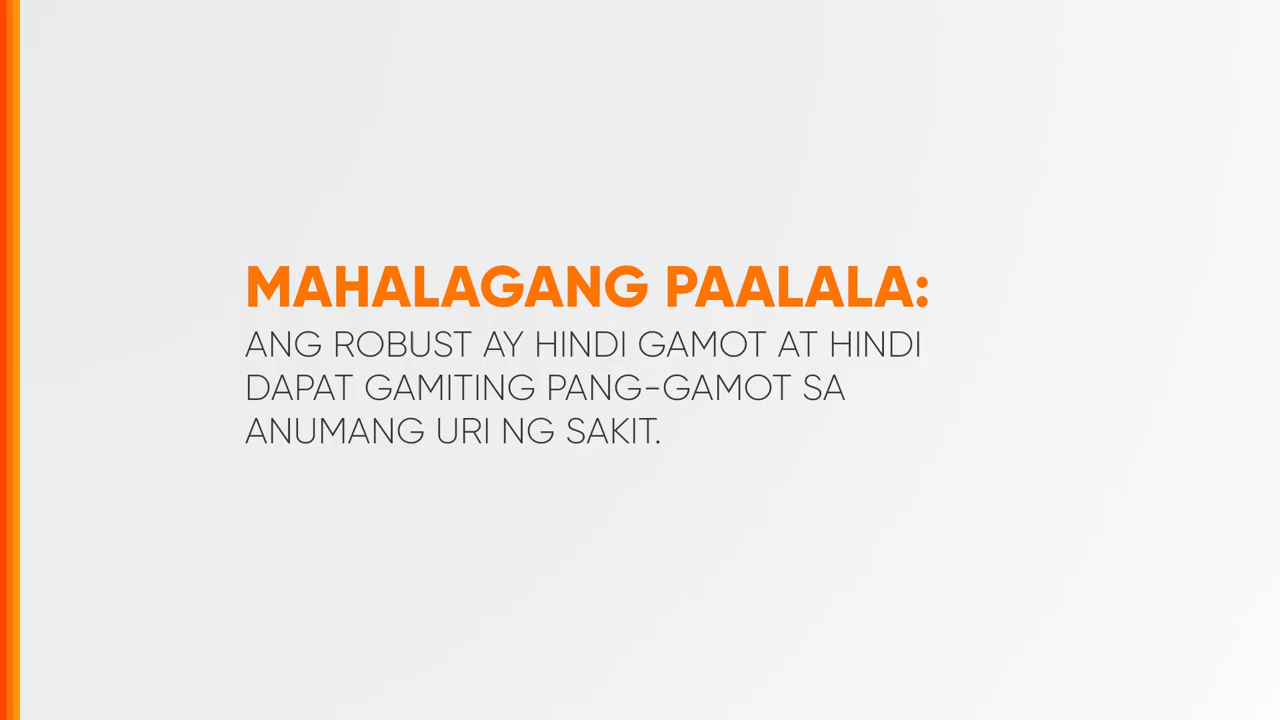 MAHALAGANG PAALALA:
ANG ROBUST AY HINDI GAMOT AT HINDI
DAPAT GAMITING PANG-GAMOT SA
ANUMANG URI NG SAKIT.